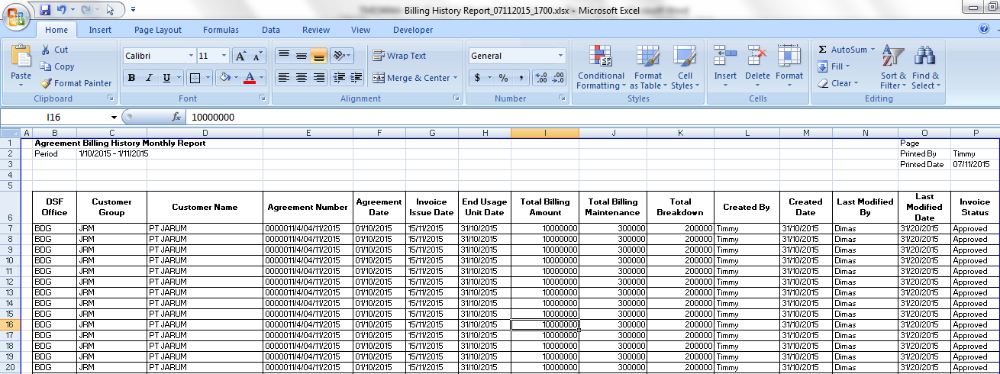 Billing History Report_07112015_1700.xlsx - Microsoft Excel
Home Insert Page Layout Formulas Data Review View Developer
Paste Cut Copy Format Painter Clipboard
Calibri 11 B I U A A A Font
Wrap Text Merge & Center Alignment
General $ % , .00 .0 Number
Conditional Formatting Format as Table Cell Styles Styles
Insert Delete Format Cells
Σ AutoSum Fill Clear Sort & Filter Find & Select Editing
I16 fx 10000000
A B C D E F G H I J K L M N O P
1 Agreement Billing History Monthly Report Page
2 Period 1/10/2015 - 1/11/2015 Printed By Timmy
3 Printed Date 07/11/2015
4
5
6 DSF Office Customer Group Customer Name Agreement Number Agreement Date Invoice Issue Date End Usage Unit Date Total Billing Amount Total Billing Maintenance Total Breakdown Created By Created Date Last Modified By Last Modified Date Invoice Status
7 BDG JRM PT JARUM 0000011/4/04/11/2015 01/10/2015 15/11/2015 31/10/2015 10000000 300000 200000 Timmy 31/10/2015 Dimas 31/20/2015 Approved
8 BDG JRM PT JARUM 0000011/4/04/11/2015 01/10/2015 15/11/2015 31/10/2015 10000000 300000 200000 Timmy 31/10/2015 Dimas 31/20/2015 Approved
9 BDG JRM PT JARUM 0000011/4/04/11/2015 01/10/2015 15/11/2015 31/10/2015 10000000 300000 200000 Timmy 31/10/2015 Dimas 31/20/2015 Approved
10 BDG JRM PT JARUM 0000011/4/04/11/2015 01/10/2015 15/11/2015 31/10/2015 10000000 300000 200000 Timmy 31/10/2015 Dimas 31/20/2015 Approved
11 BDG JRM PT JARUM 0000011/4/04/11/2015 01/10/2015 15/11/2015 31/10/2015 10000000 300000 200000 Timmy 31/10/2015 Dimas 31/20/2015 Approved
12 BDG JRM PT JARUM 0000011/4/04/11/2015 01/10/2015 15/11/2015 31/10/2015 10000000 300000 200000 Timmy 31/10/2015 Dimas 31/20/2015 Approved
13 BDG JRM PT JARUM 0000011/4/04/11/2015 01/10/2015 15/11/2015 31/10/2015 10000000 300000 200000 Timmy 31/10/2015 Dimas 31/20/2015 Approved
14 BDG JRM PT JARUM 0000011/4/04/11/2015 01/10/2015 15/11/2015 31/10/2015 10000000 300000 200000 Timmy 31/10/2015 Dimas 31/20/2015 Approved
15 BDG JRM PT JARUM 0000011/4/04/11/2015 01/10/2015 15/11/2015 31/10/2015 10000000 300000 200000 Timmy 31/10/2015 Dimas 31/20/2015 Approved
16 BDG JRM PT JARUM 0000011/4/04/11/2015 01/10/2015 15/11/2015 31/10/2015 10000000 300000 200000 Timmy 31/10/2015 Dimas 31/20/2015 Approved
17 BDG JRM PT JARUM 0000011/4/04/11/2015 01/10/2015 15/11/2015 31/10/2015 10000000 300000 200000 Timmy 31/10/2015 Dimas 31/20/2015 Approved
18 BDG JRM PT JARUM 0000011/4/04/11/2015 01/10/2015 15/11/2015 31/10/2015 10000000 300000 200000 Timmy 31/10/2015 Dimas 31/20/2015 Approved
19 BDG JRM PT JARUM 0000011/4/04/11/2015 01/10/2015 15/11/2015 31/10/2015 10000000 300000 200000 Timmy 31/10/2015 Dimas 31/20/2015 Approved
20 BDG JRM PT JARUM 0000011/4/04/11/2015 01/10/2015 15/11/2015 31/10/2015 10000000 300000 200000 Timmy 31/10/2015 Dimas 31/20/2015 Approved